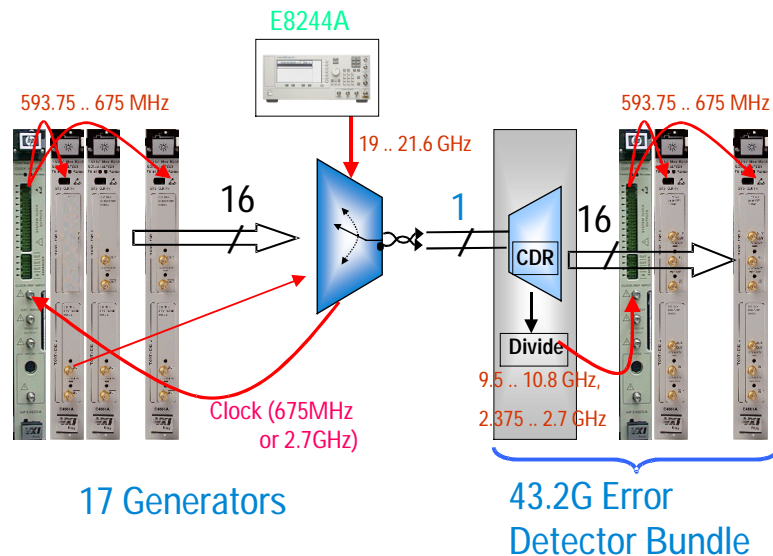 E8244A
593.75 .. 675 MHz
19 .. 21.6 GHz
593.75 .. 675 MHz
16
1
16
CDR
Divide
9.5 .. 10.8 GHz,
2.375 .. 2.7 GHz
Clock (675MHz
or 2.7GHz)
17 Generators
43.2G Error
Detector Bundle